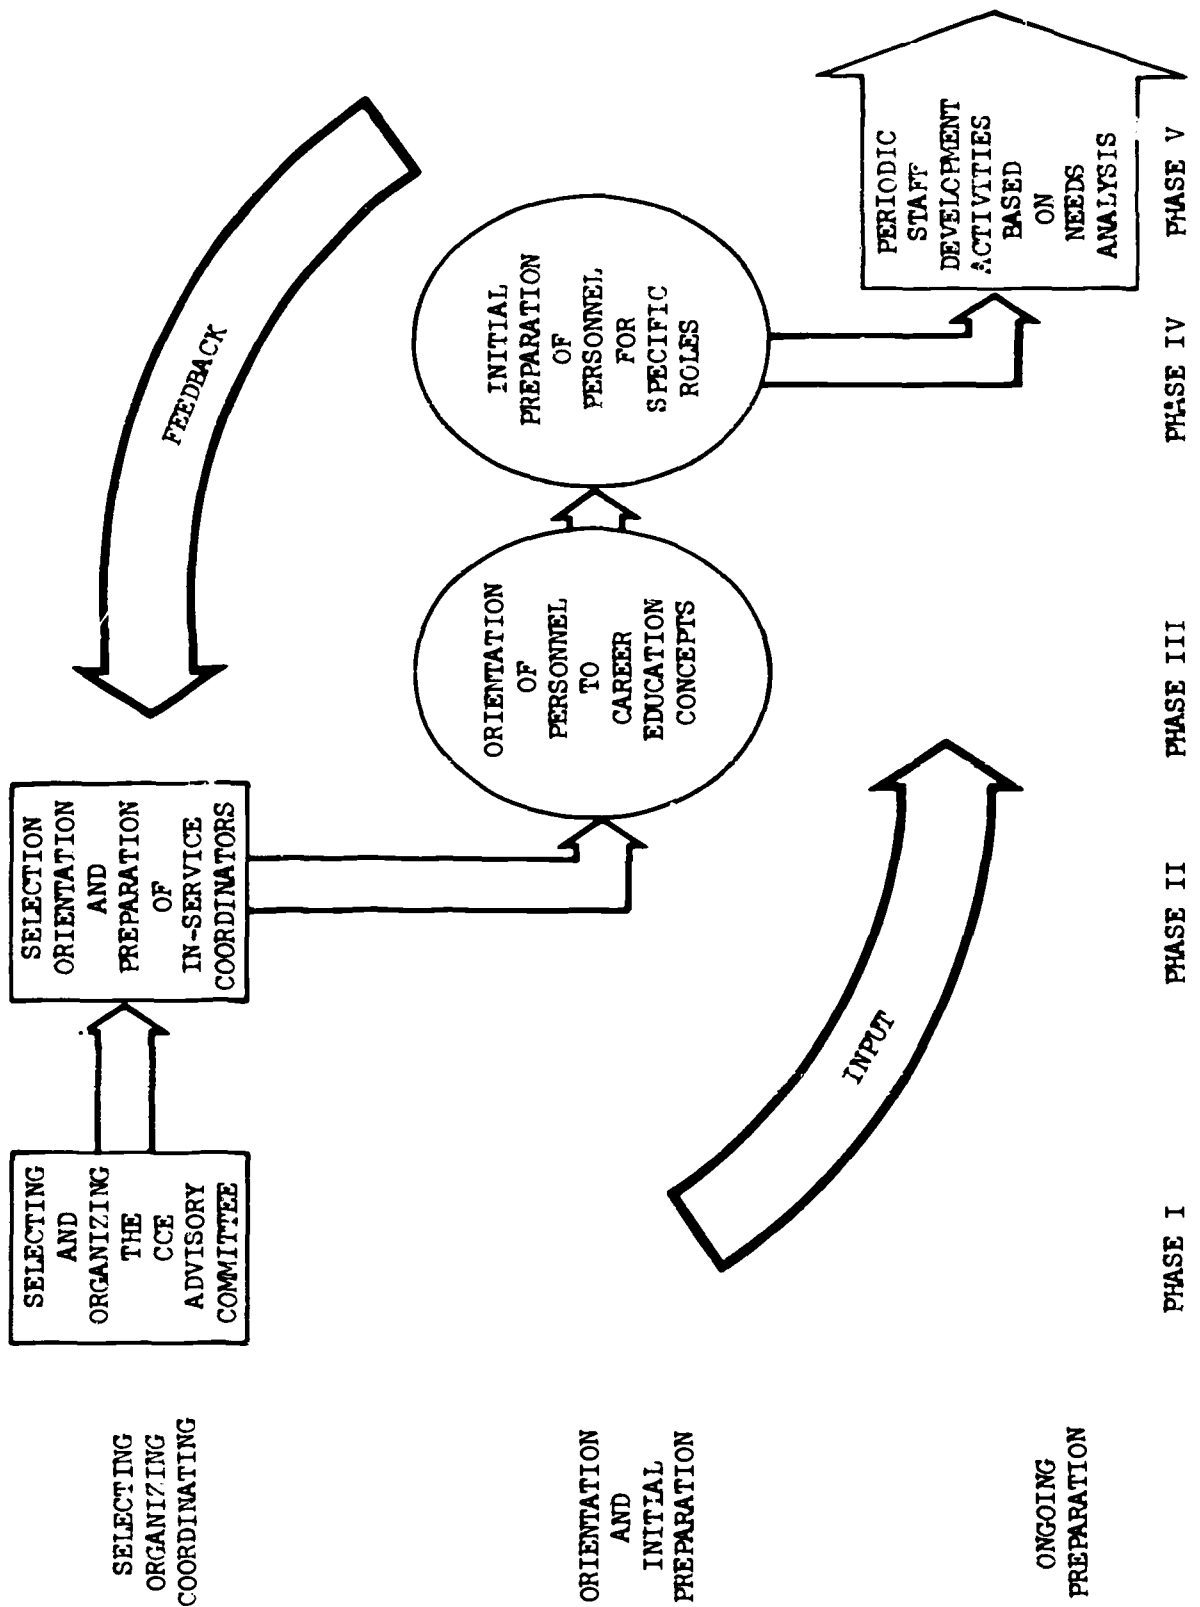 SELECTING
ORGANIZING
COORDINATING
SELECTING
AND
ORGANIZING
THE
CCE
ADVISORY
COMMITTEE
SELECTION
ORIENTATION
AND
PREPARATION
OF
IN-SERVICE
COORDINATORS
FEEDBACK
ORIENTATION
AND
INITIAL
PREPARATION
ORIENTATION
OF
PERSONNEL
TO
CAREER
EDUCATION
CONCEPTS
INITIAL
PREPARATION
OF
PERSONNEL
FOR
SPECIFIC
ROLES
INPUT
ONGOING
PREPARATION
PERIODIC
STAFF
DEVELOPMENT
ACTIVITIES
BASED
ON
NEEDS
ANALYSIS
PHASE I
PHASE II
PHASE III
PHASE IV
PHASE V